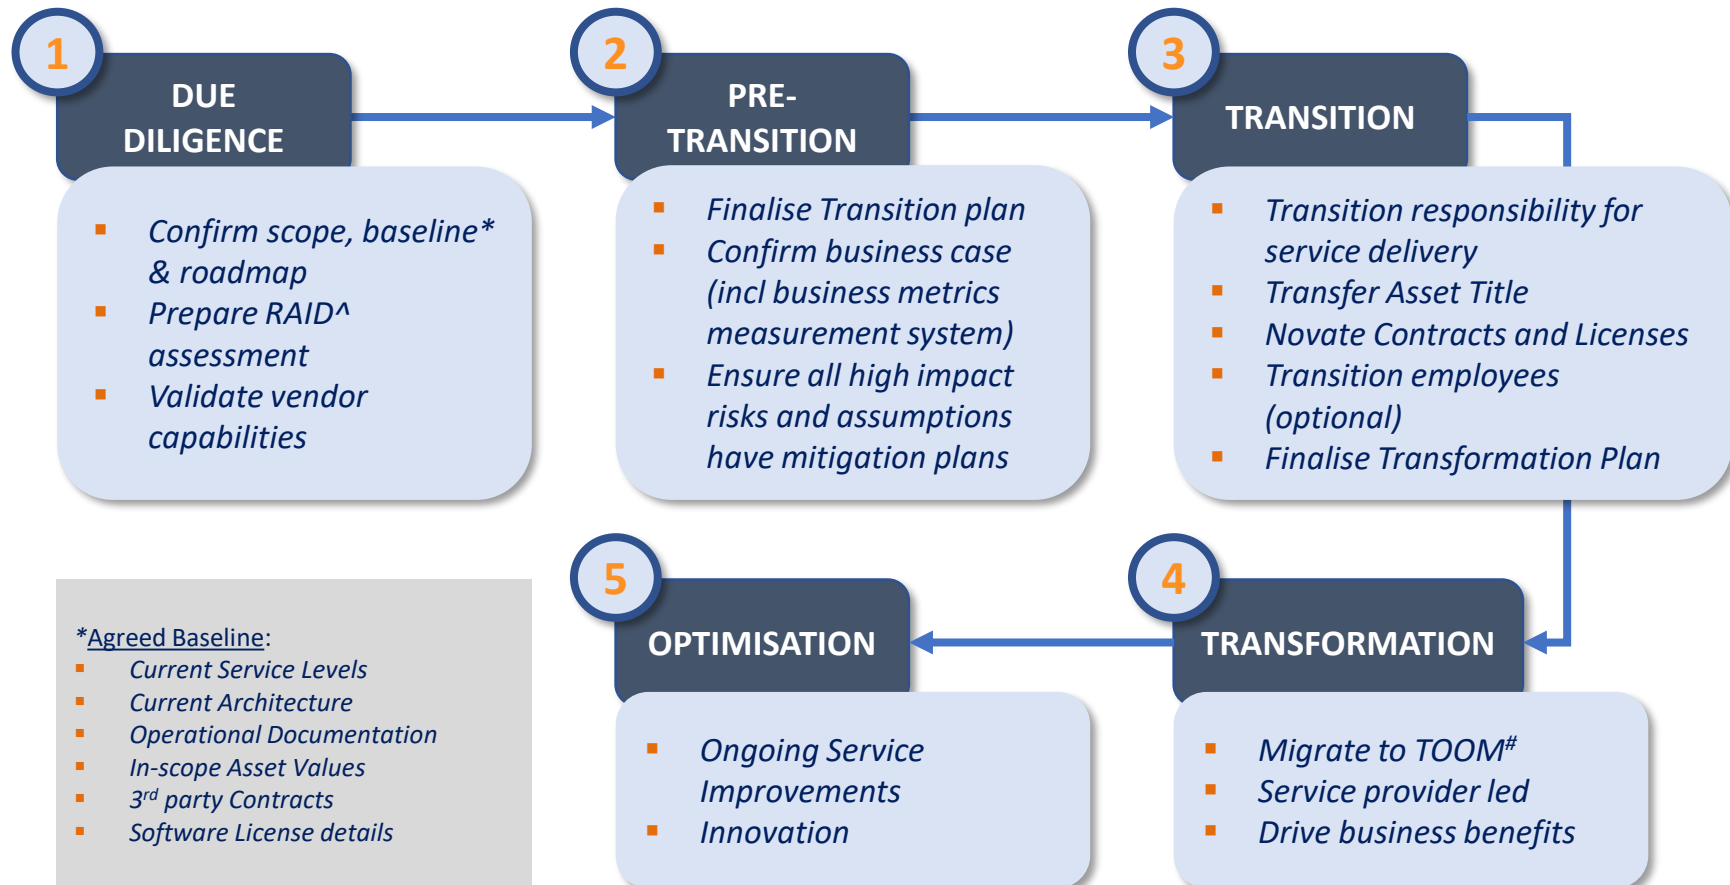 1
DUE
DILIGENCE
Confirm scope, baseline*
& roadmap
Prepare RAID^
assessment
Validate vendor
capabilities
2
PRE-
TRANSITION
Finalise Transition plan
Confirm business case
(incl business metrics
measurement system)
Ensure all high impact
risks and assumptions
have mitigation plans
3
TRANSITION
Transition responsibility for
service delivery
Transfer Asset Title
Novate Contracts and Licenses
Transition employees
(optional)
Finalise Transformation Plan
4
TRANSFORMATION
Migrate to TOOM#
Service provider led
Drive business benefits
5
OPTIMISATION
Ongoing Service
Improvements
Innovation
*Agreed Baseline:
Current Service Levels
Current Architecture
Operational Documentation
In-scope Asset Values
3rd party Contracts
Software License details